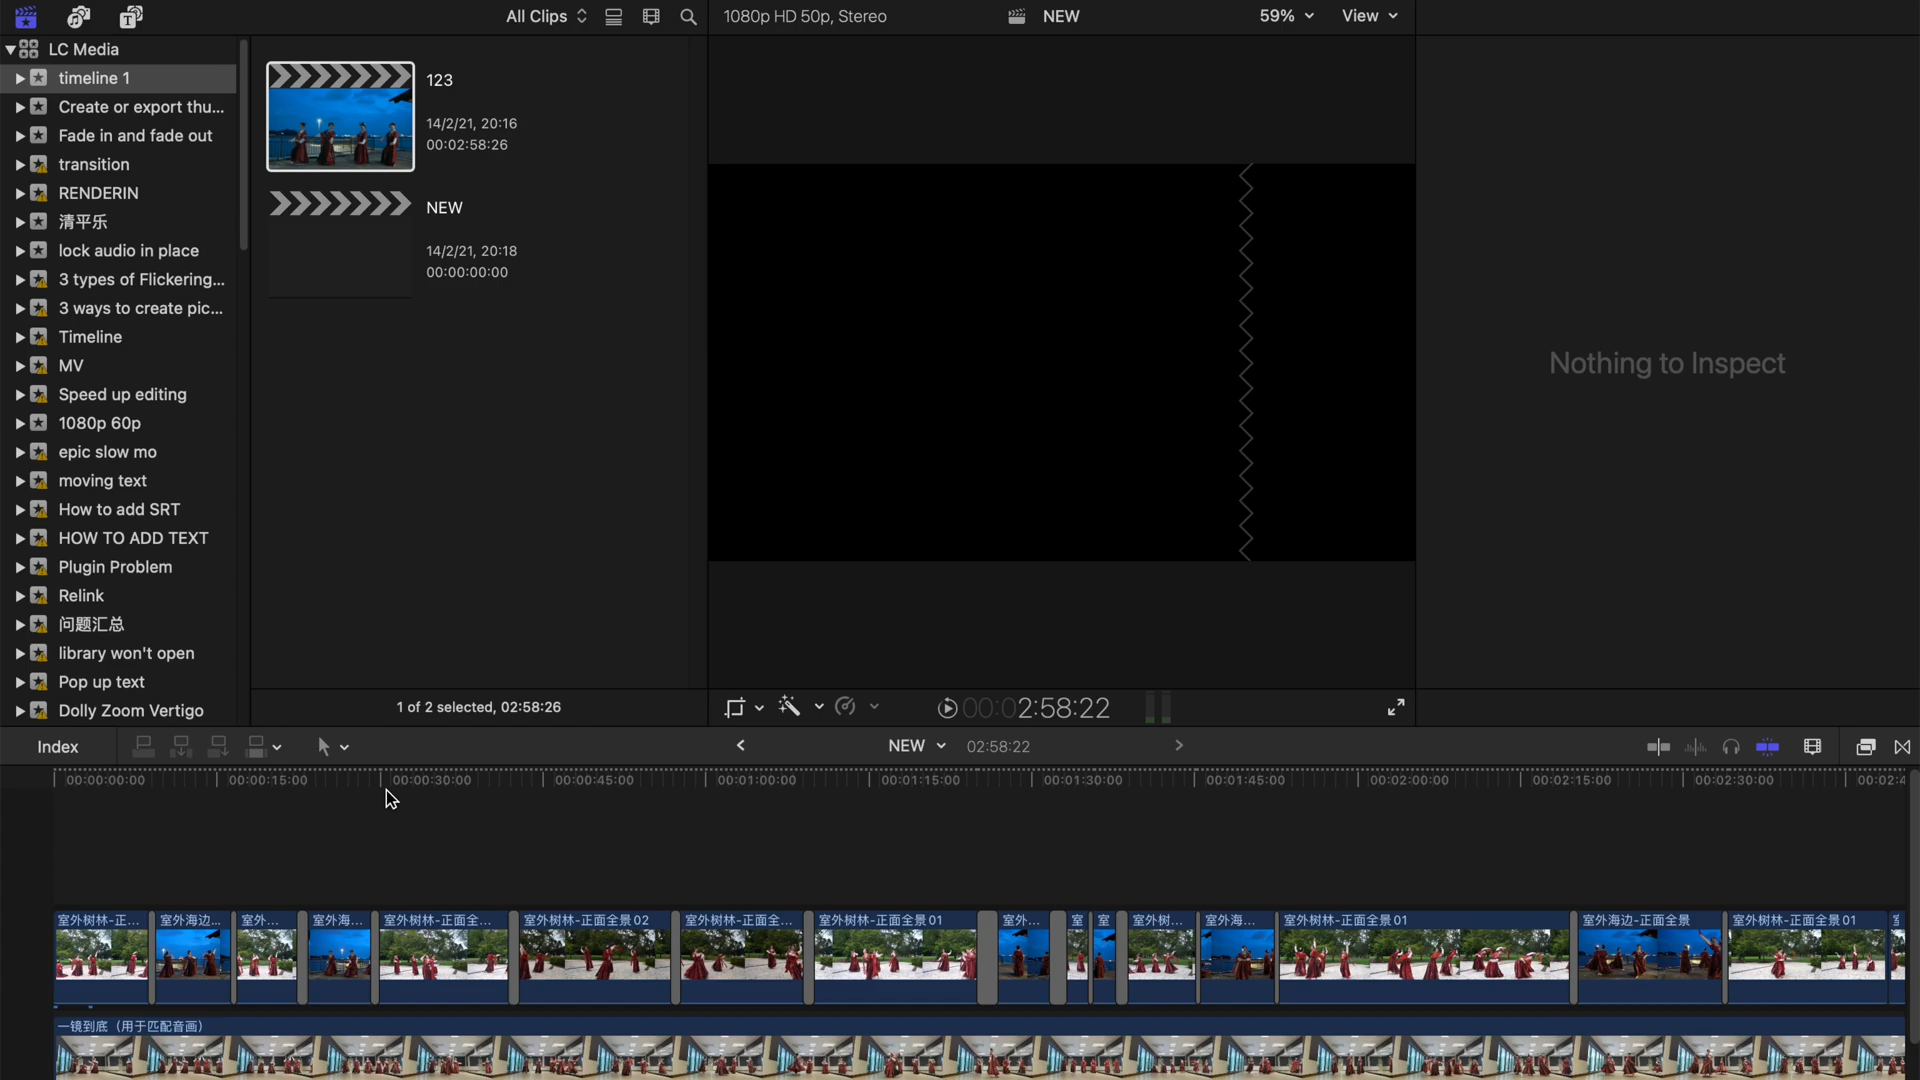 All Clips
1080p HD 50p, Stereo
NEW
59%
View
LC Media
timeline 1
Create or export thu...
Fade in and fade out
transition
RENDERIN
清平乐
lock audio in place
3 types of Flickering...
3 ways to create pic...
Timeline
MV
Speed up editing
1080p 60p
epic slow mo
moving text
How to add SRT
HOW TO ADD TEXT
Plugin Problem
Relink
问题汇总
library won't open
Pop up text
Dolly Zoom Vertigo
123
14/2/21, 20:16
00:02:58:26
NEW
14/2/21, 20:18
00:00:00:00
1 of 2 selected, 02:58:26
Nothing to Inspect
00:02:58:22
Index
NEW
02:58:22
00:00:00:00
00:00:15:00
00:00:30:00
00:00:45:00
00:01:00:00
00:01:15:00
00:01:30:00
00:01:45:00
00:02:00:00
00:02:15:00
00:02:30:00
00:02:4
室外树林-正...
室外海边...
室外...
室外海...
室外树林-正面全...
室外树林-正面全景02
室外树林-正面全...
室外树林-正面全景01
室外...
室
室
室外树...
室外海...
室外树林-正面全景01
室外海边-正面全景
室外树林-正面全景01
一镜到底（用于匹配音画）